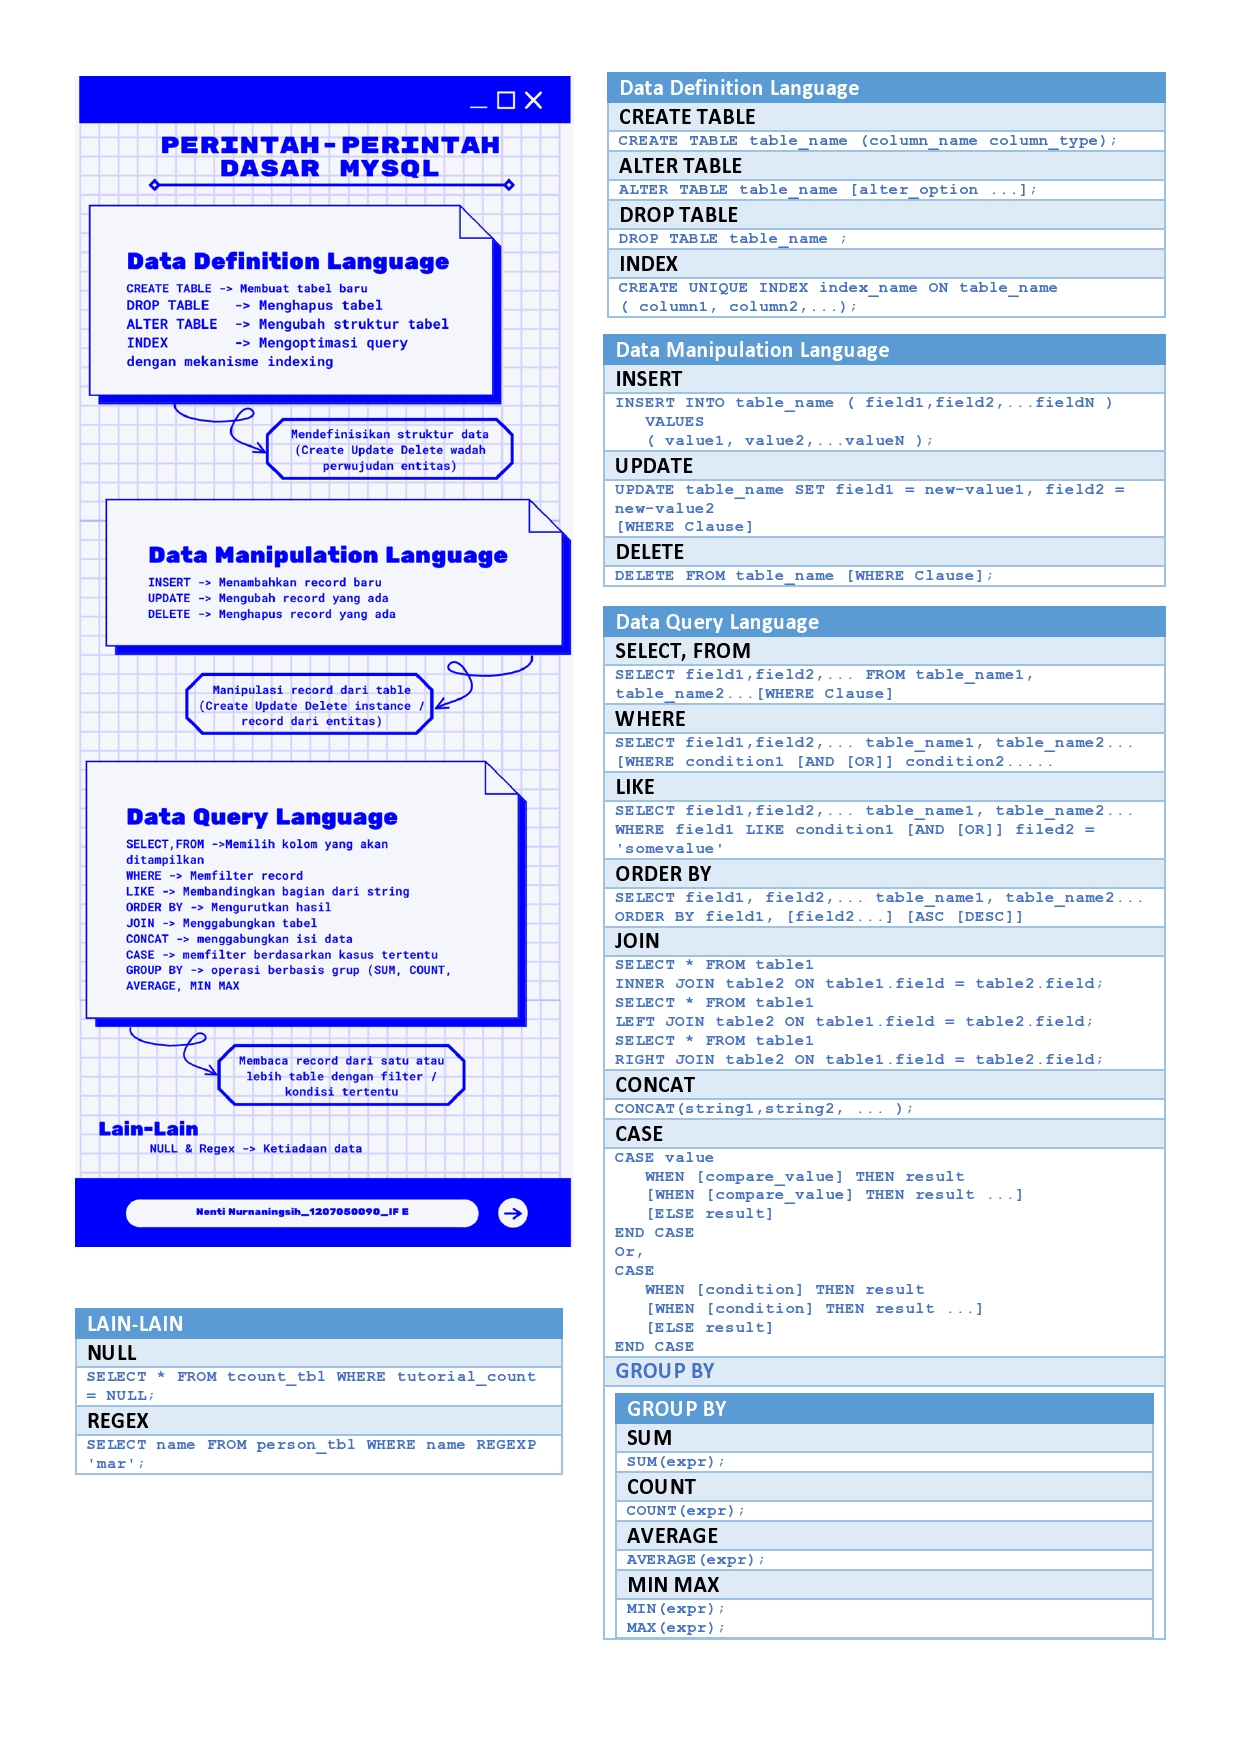 PERINTAH-PERINTAH
DASAR MYSQL
Data Definition Language
CREATE TABLE -> Membuat tabel baru
DROP TABLE -> Menghapus tabel
ALTER TABLE -> Mengubah struktur tabel
INDEX -> Mengoptimasi query
dengan mekanisme indexing
Mendefinisikan struktur data
(Create Update Delete wadah
perwujudan entitas)
Data Manipulation Language
INSERT -> Menambahkan record baru
UPDATE -> Mengubah record yang ada
DELETE -> Menghapus record yang ada
Manipulasi record dari table
(Create Update Delete instance /
record dari entitas)
Data Query Language
SELECT,FROM ->Memilih kolom yang akan
ditampilkan
WHERE -> Memfilter record
LIKE -> Membandingkan bagian dari string
ORDER BY -> Mengurutkan hasil
JOIN -> Menggabungkan tabel
CONCAT -> menggabungkan isi data
CASE -> memfilter berdasarkan kasus tertentu
GROUP BY -> operasi berbasis grup (SUM, COUNT,
AVERAGE, MIN MAX
Membaca record dari satu atau
lebih table dengan filter /
kondisi tertentu
Lain-Lain
NULL & Regex -> Ketiadaan data
Nenti Nurnaningsih_1207050090_IF E
LAIN-LAIN
NULL
SELECT * FROM tcount_tbl WHERE tutorial_count
= NULL;
REGEX
SELECT name FROM person_tbl WHERE name REGEXP
'mar';
Data Definition Language
CREATE TABLE
CREATE TABLE table_name (column_name column_type);
ALTER TABLE
ALTER TABLE table_name [alter_option ...];
DROP TABLE
DROP TABLE table_name ;
INDEX
CREATE UNIQUE INDEX index_name ON table_name
( column1, column2,...);
Data Manipulation Language
INSERT
INSERT INTO table_name ( field1,field2,...fieldN )
VALUES
( value1, value2,...valueN );
UPDATE
UPDATE table_name SET field1 = new-value1, field2 =
new-value2
[WHERE Clause]
DELETE
DELETE FROM table_name [WHERE Clause];
Data Query Language
SELECT, FROM
SELECT field1,field2,... FROM table_name1,
table_name2...[WHERE Clause]
WHERE
SELECT field1,field2,... table_name1, table_name2...
[WHERE condition1 [AND [OR]] condition2.....
LIKE
SELECT field1,field2,... table_name1, table_name2...
WHERE field1 LIKE condition1 [AND [OR]] filed2 =
'somevalue'
ORDER BY
SELECT field1, field2,... table_name1, table_name2...
ORDER BY field1, [field2...] [ASC [DESC]]
JOIN
SELECT * FROM table1
INNER JOIN table2 ON table1.field = table2.field;
SELECT * FROM table1
LEFT JOIN table2 ON table1.field = table2.field;
SELECT * FROM table1
RIGHT JOIN table2 ON table1.field = table2.field;
CONCAT
CONCAT(string1,string2, ... );
CASE
CASE value
WHEN [compare_value] THEN result
[WHEN [compare_value] THEN result ...]
[ELSE result]
END CASE
Or,
CASE
WHEN [condition] THEN result
[WHEN [condition] THEN result ...]
[ELSE result]
END CASE
GROUP BY
GROUP BY
SUM
SUM(expr);
COUNT
COUNT(expr);
AVERAGE
AVERAGE(expr);
MIN MAX
MIN(expr);
MAX(expr);